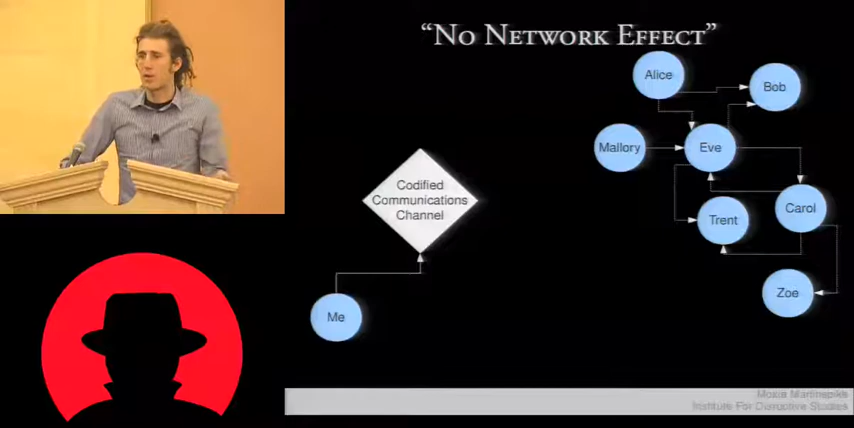 “No Network Effect”
Alice
Bob
Mallory
Eve
Codified
Communications
Channel
Trent
Carol
Me
Zoe
Moxie Marlinspike
Institute For Disruptive Studies